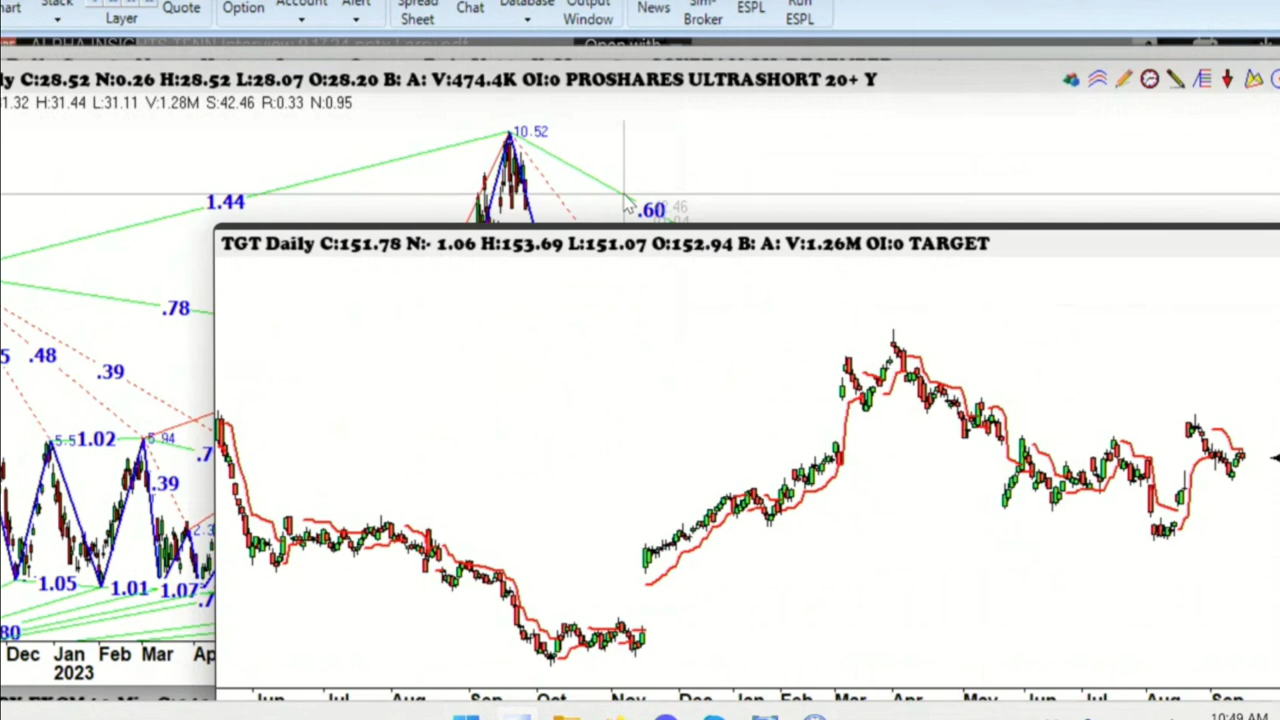 Stack
Layer
Quote
Option
Account
Alert
Spread
Sheet
Chat
Database
Output
Window
News
Sim-
Broker
ESPL
Run
ESPL
Open with
C:28.52 N:0.26 H:28.52 L:28.07 O:28.20 B: A: V:474.4K OI:0 PROSHARES ULTRASHORT 20+ Y
H:31.44 L:31.11 V:1.28M S:42.46 R:0.33 N:0.95
10.52
1.44
.60
TGT Daily C:151.78 N:- 1.06 H:153.69 L:151.07 O:152.94 B: A: V:1.26M OI:0 TARGET
.78
.48
.39
1.02
5.94
.39
1.05
1.01
1.07
Dec Jan Feb Mar
2023
Jun Jul Aug Sep Oct Nov Dec Jan Feb Mar Apr May Jun Jul Aug Sep
10:49 AM